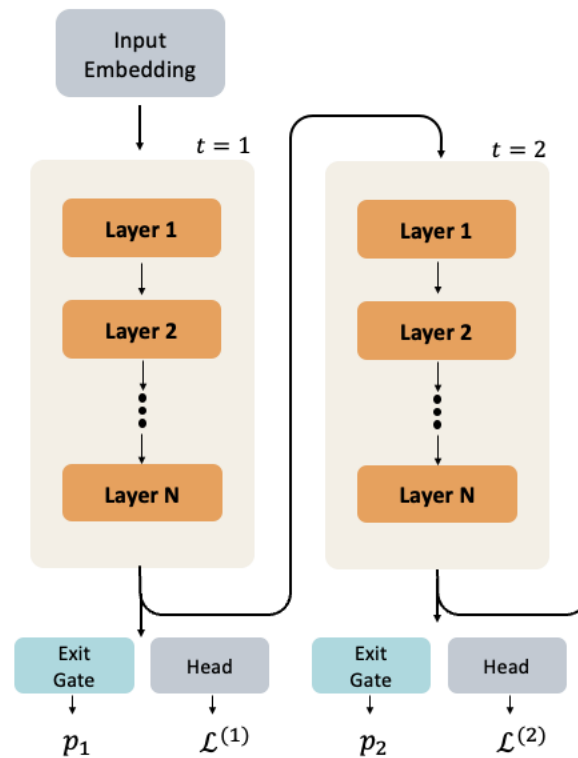 Input
Embedding
t = 1
Layer 1
Layer 2
Layer N
Exit
Gate
Head
p₁
ℒ⁽¹⁾
t = 2
Layer 1
Layer 2
Layer N
Exit
Gate
Head
p₂
ℒ⁽²⁾